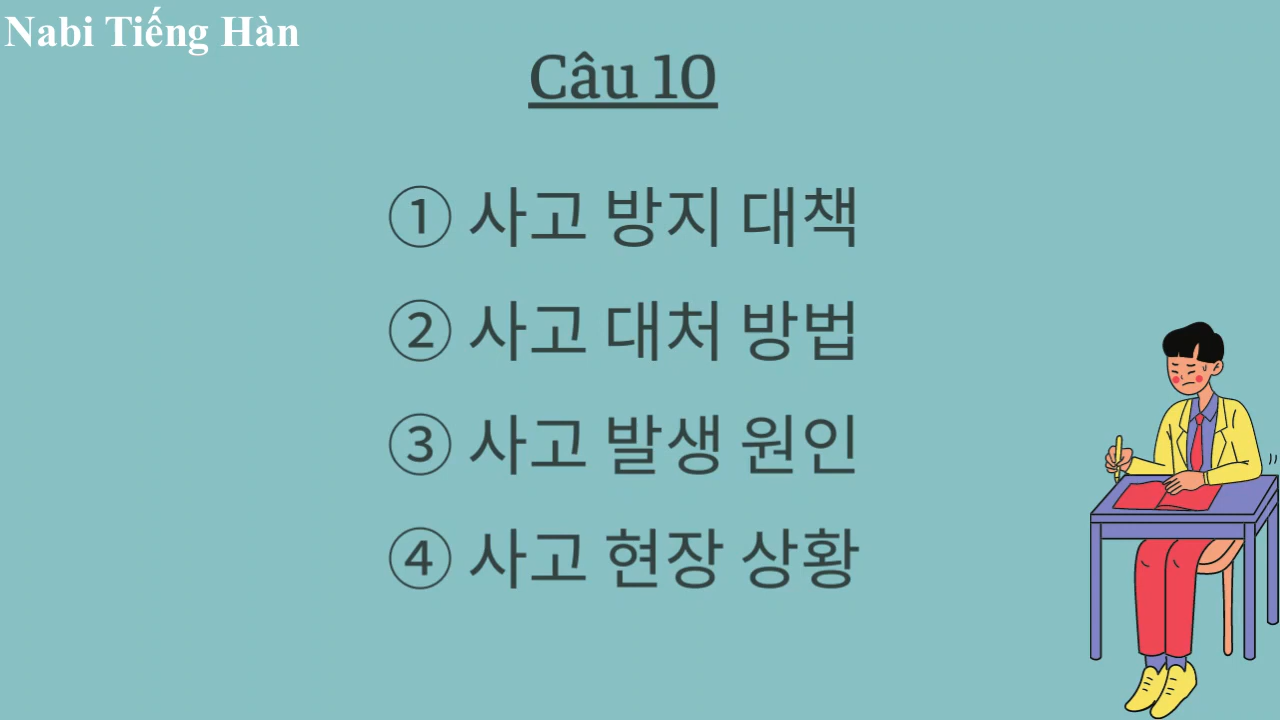 Nabi Tiếng Hàn
Câu 10
① 사고 방지 대책
② 사고 대처 방법
③ 사고 발생 원인
④ 사고 현장 상황